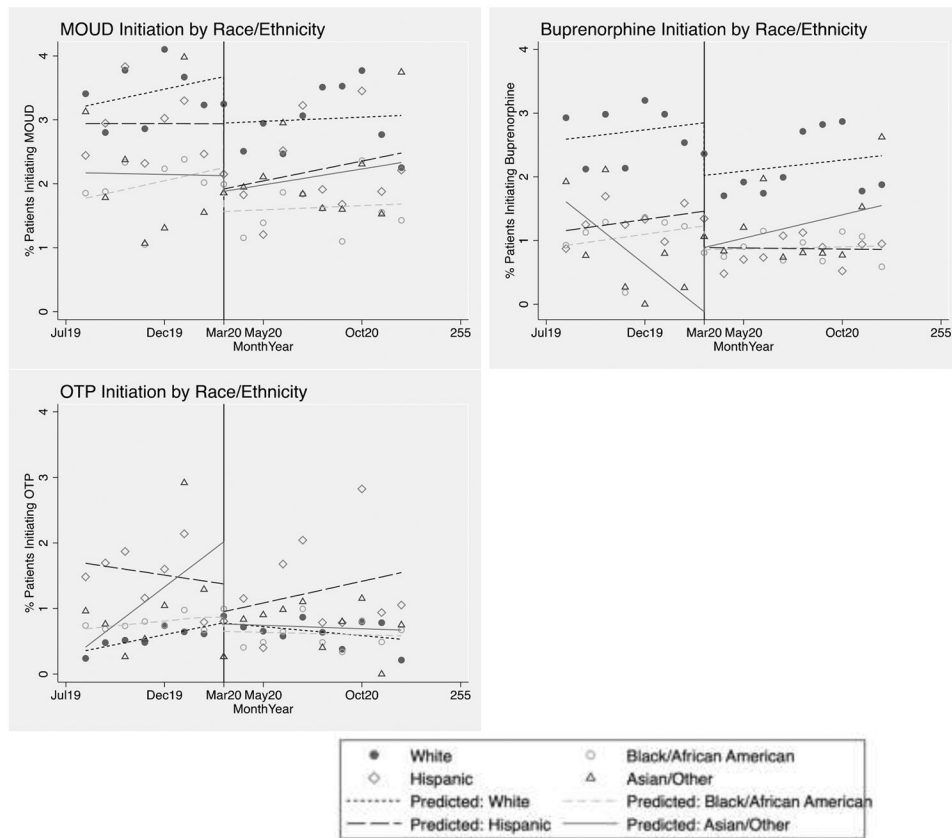 MOUD Initiation by Race/Ethnicity
% Patients Initiating MOUD
4
3
2
1
0
Jul19 Dec19 Mar20 May20 Oct20 255
MonthYear
Buprenorphine Initiation by Race/Ethnicity
% Patients Initiating Buprenorphine
4
3
2
1
0
Jul19 Dec19 Mar20 May20 Oct20 255
MonthYear
OTP Initiation by Race/Ethnicity
% Patients Initiating OTP
4
3
2
1
0
Jul19 Dec19 Mar20 May20 Oct20 255
MonthYear
White Black/African American
Hispanic Asian/Other
Predicted: White Predicted: Black/African American
Predicted: Hispanic Predicted: Asian/Other